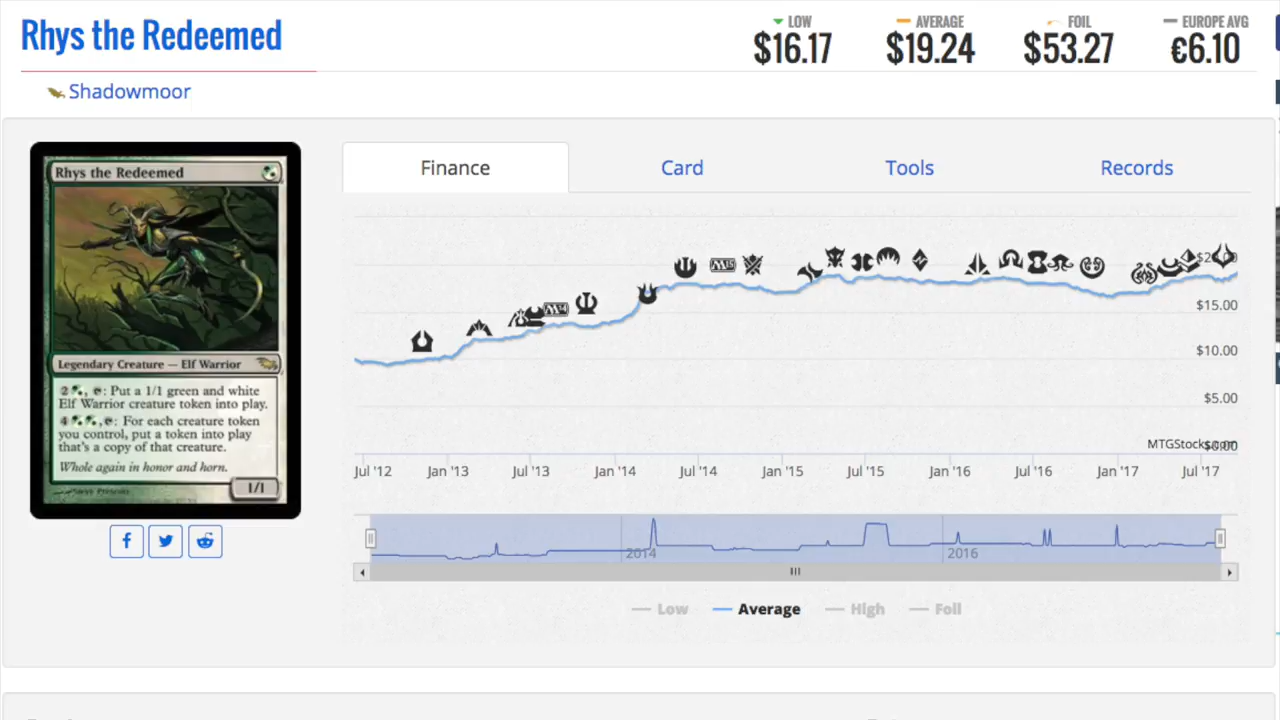 Rhys the Redeemed
LOW
$16.17
AVERAGE
$19.24
FOIL
$53.27
EUROPE AVG
€6.10
Shadowmoor
Rhys the Redeemed
Legendary Creature — Elf Warrior
2, : Put a 1/1 green and white
Elf Warrior creature token into play.
4, : For each creature token
you control, put a token into play
that's a copy of that creature.
Whole again in honor and horn.
1/1
Finance
Card
Tools
Records
M15
M14
$15.00
$10.00
$5.00
MTGStocks.com
Jul '12
Jan '13
Jul '13
Jan '14
Jul '14
Jan '15
Jul '15
Jan '16
Jul '16
Jan '17
Jul '17
2014
2016
Low
Average
High
Foil